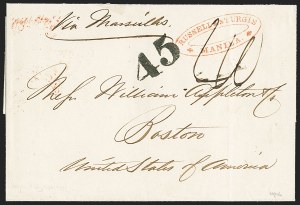 Via Marseilles
RUSSELL & STURGIS
MANILA
45
Messrs William Appleton & Co
Boston
United States of America